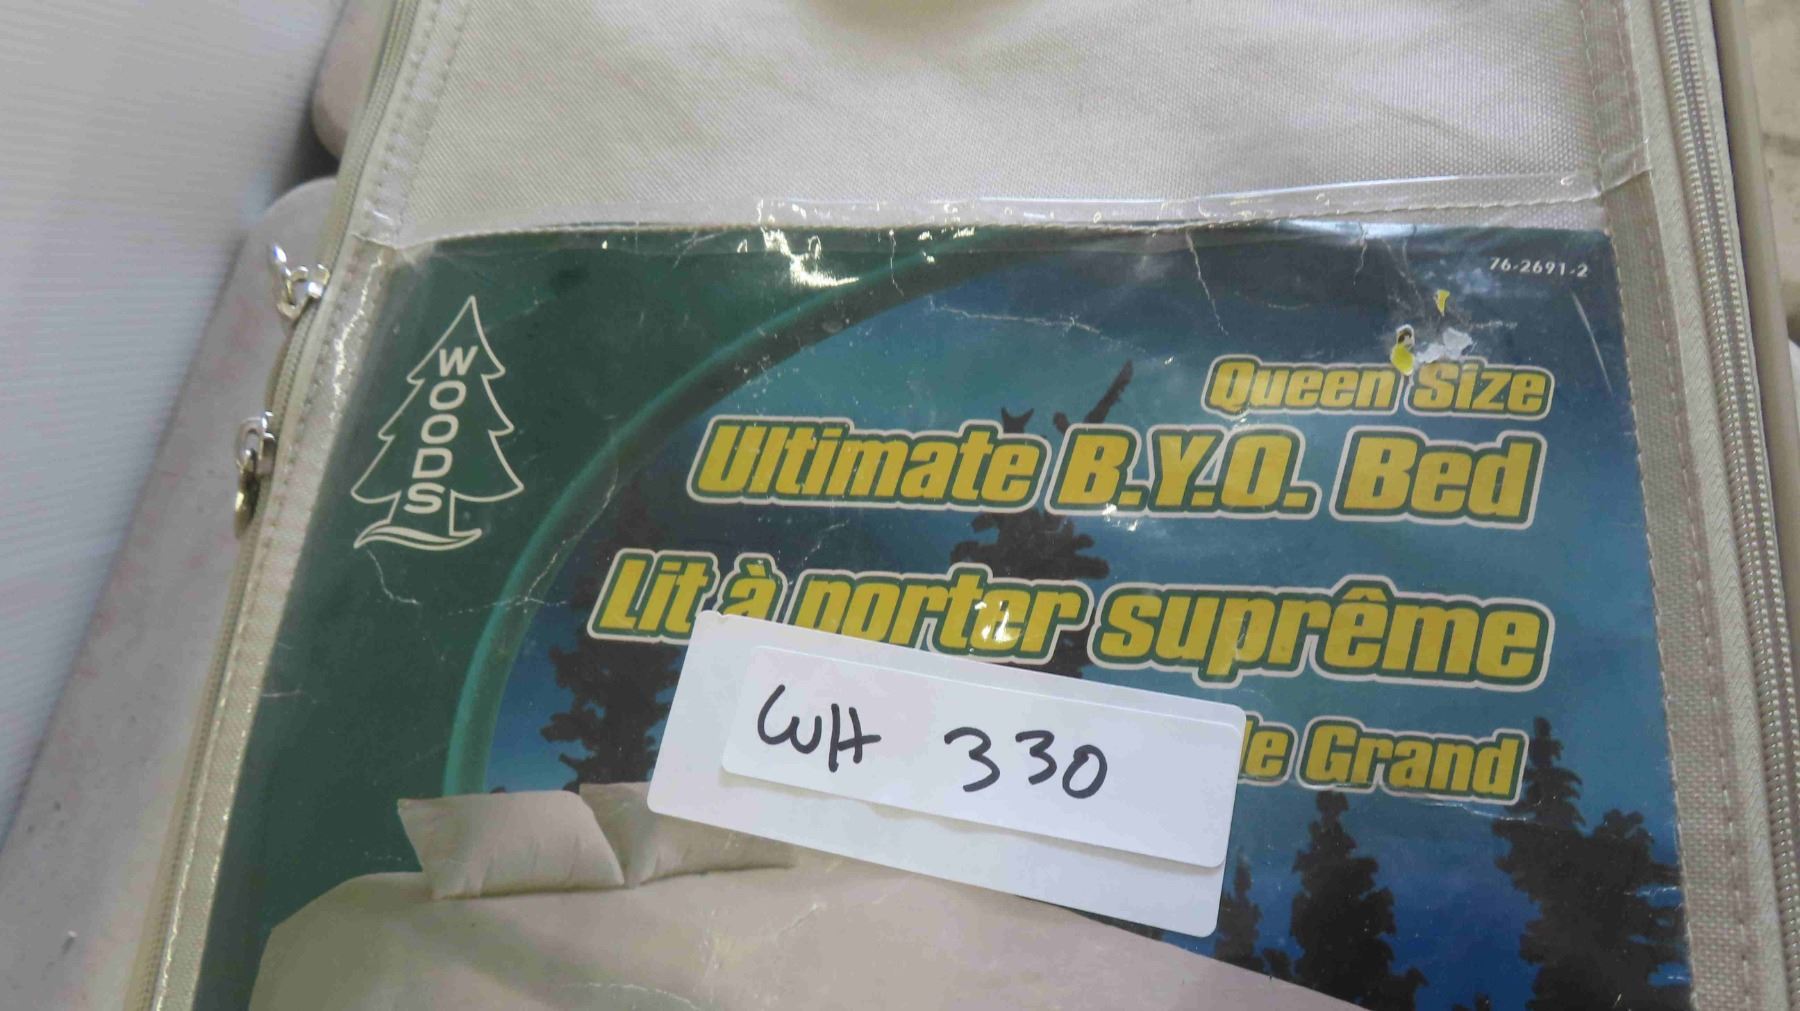 76-2691-2
WOODS
Queen Size
Ultimate B.Y.O. Bed
Lit à porter suprême
le Grand
WH 330